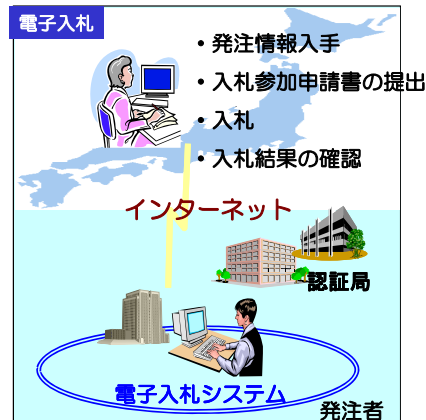 電子入札
・発注情報入手
・入札参加申請書の提出
・入札
・入札結果の確認
インターネット
認証局
電子入札システム
発注者